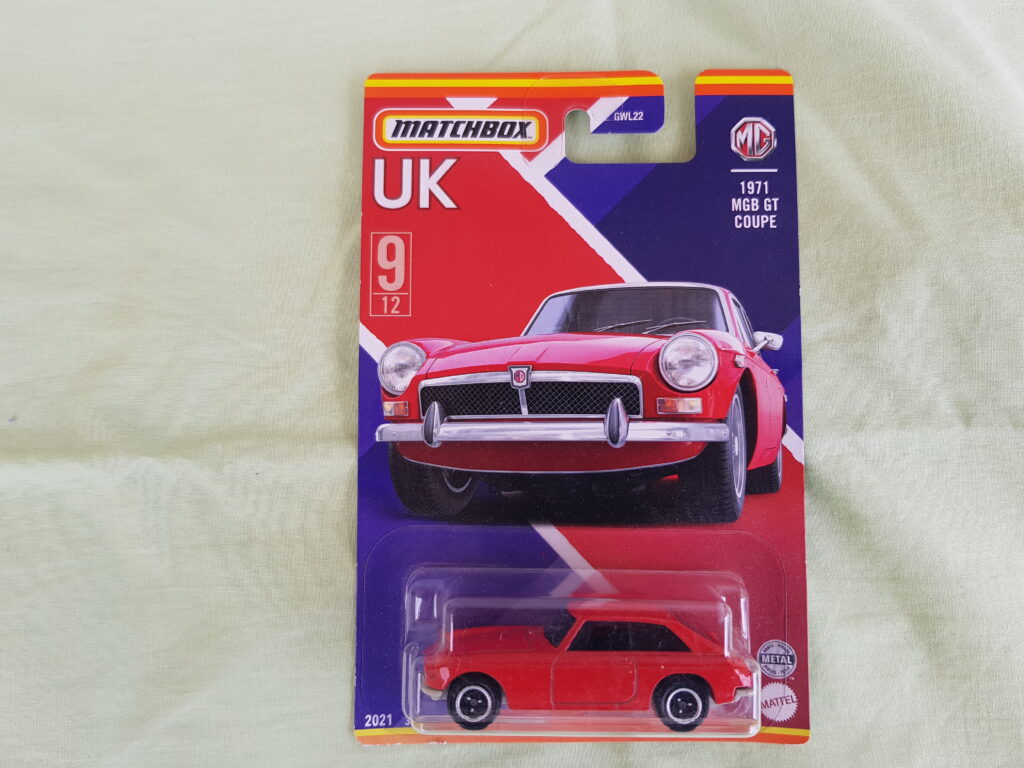 MATCHBOX
GWL22
MG
UK
1971
MGB GT
COUPE
9
12
METAL
MATTEL
2021